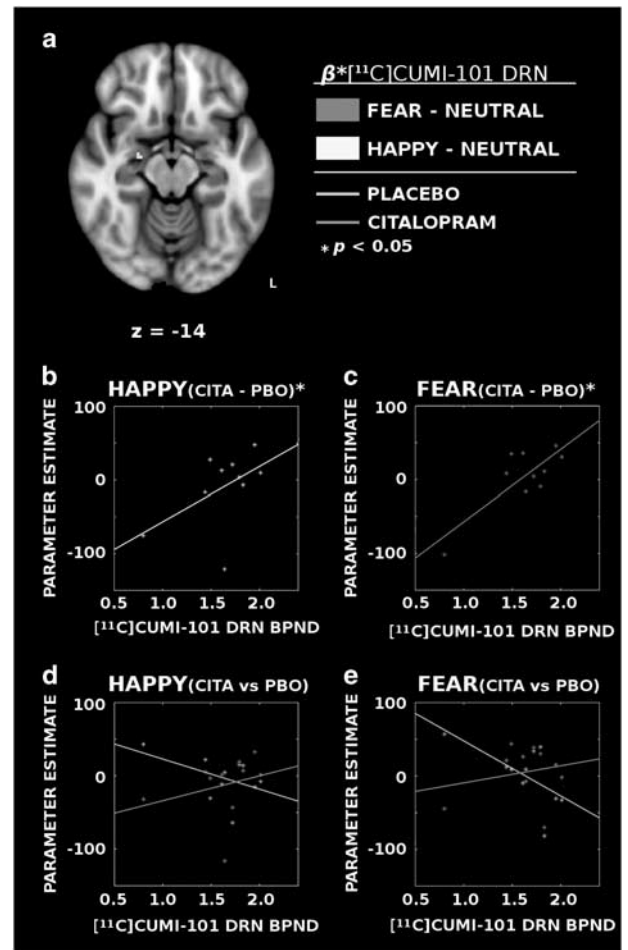 a
β*[¹¹C]CUMI-101 DRN
FEAR - NEUTRAL
HAPPY - NEUTRAL
PLACEBO
CITALOPRAM
* p < 0.05
L
L
z = -14
b
HAPPY(CITA - PBO)*
PARAMETER ESTIMATE
100
0
-100
0.5 1.0 1.5 2.0
[¹¹C]CUMI-101 DRN BPND
c
FEAR(CITA - PBO)*
PARAMETER ESTIMATE
100
0
-100
0.5 1.0 1.5 2.0
[¹¹C]CUMI-101 DRN BPND
d
HAPPY(CITA vs PBO)
PARAMETER ESTIMATE
100
0
-100
0.5 1.0 1.5 2.0
[¹¹C]CUMI-101 DRN BPND
e
FEAR(CITA vs PBO)
PARAMETER ESTIMATE
100
0
-100
0.5 1.0 1.5 2.0
[¹¹C]CUMI-101 DRN BPND